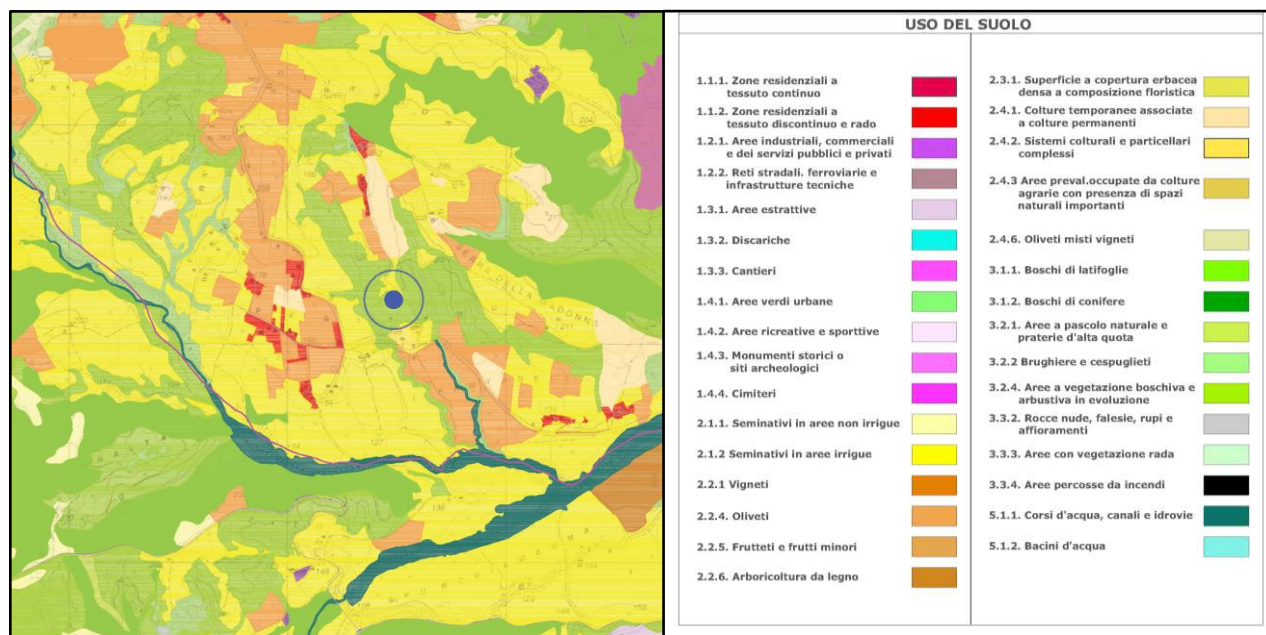 USO DEL SUOLO
1.1.1. Zone residenziali a
tessuto continuo
1.1.2. Zone residenziali a
tessuto discontinuo e rado
1.2.1. Aree industriali, commerciali
e dei servizi pubblici e privati
1.2.2. Reti stradali. ferroviarie e
infrastrutture tecniche
1.3.1. Aree estrattive
1.3.2. Discariche
1.3.3. Cantieri
1.4.1. Aree verdi urbane
1.4.2. Aree ricreative e sporttive
1.4.3. Monumenti storici o
siti archeologici
1.4.4. Cimiteri
2.1.1. Seminativi in aree non irrigue
2.1.2 Seminativi in aree irrigue
2.2.1 Vigneti
2.2.4. Oliveti
2.2.5. Frutteti e frutti minori
2.2.6. Arboricoltura da legno
2.3.1. Superficie a copertura erbacea
densa a composizione floristica
2.4.1. Colture temporanee associate
a colture permanenti
2.4.2. Sistemi colturali e particellari
complessi
2.4.3 Aree preval.occupate da colture
agrarie con presenza di spazi
naturali importanti
2.4.6. Oliveti misti vigneti
3.1.1. Boschi di latifoglie
3.1.2. Boschi di conifere
3.2.1. Aree a pascolo naturale e
praterie d'alta quota
3.2.2 Brughiere e cespuglieti
3.2.4. Aree a vegetazione boschiva e
arbustiva in evoluzione
3.3.2. Rocce nude, falesie, rupi e
affioramenti
3.3.3. Aree con vegetazione rada
3.3.4. Aree percosse da incendi
5.1.1. Corsi d'acqua, canali e idrovie
5.1.2. Bacini d'acqua
SERRA DELLA MADONNA